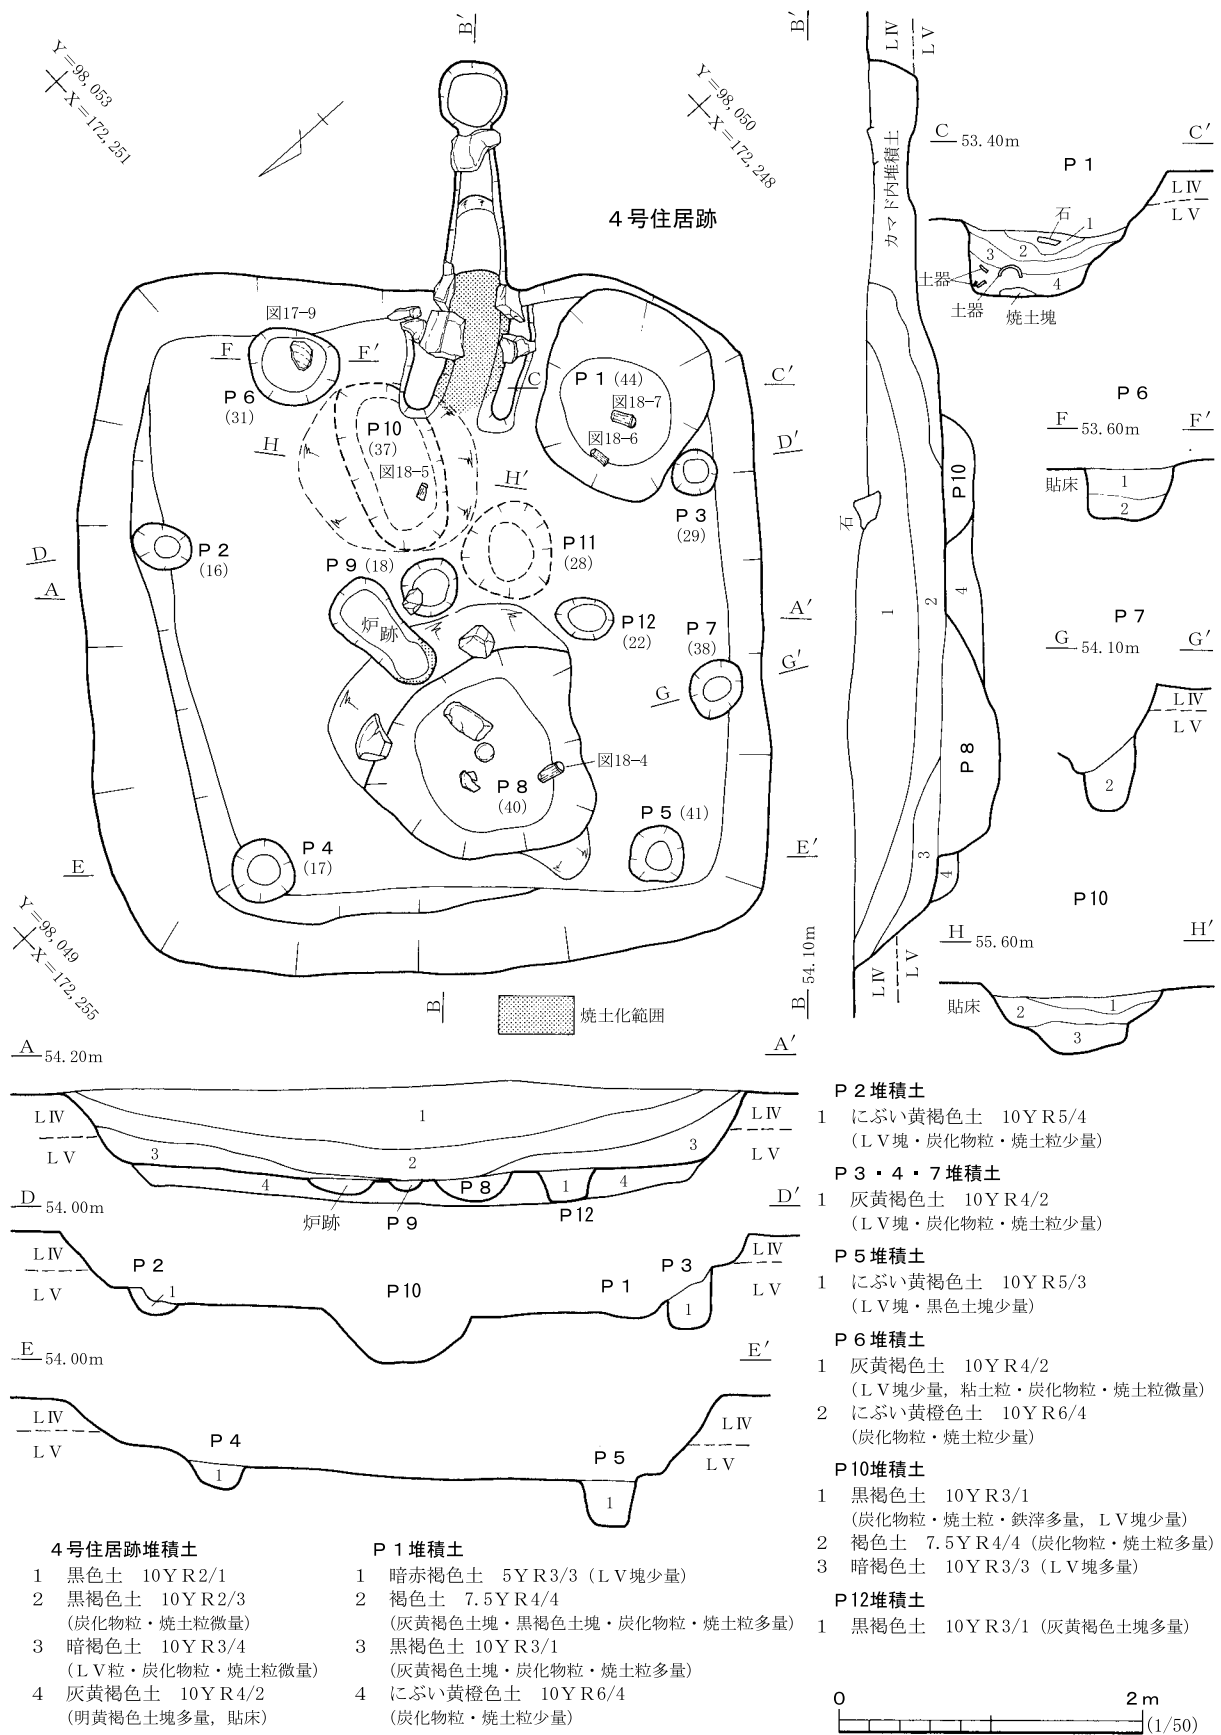 B′
B′
Y＝98,053
X＝172,251
Y＝98,050
X＝172,248
4号住居跡
LⅣ
LⅤ
カマド内堆積土
C 53.40m
C′
P1
LⅣ
LⅤ
石
1
2
3
4
土器
土器
焼土塊
図17-9
F
F′
P6
(31)
C
P1(44)
図18-7
図18-6
C′
D′
H
P10
(37)
図18-5
H′
P3
(29)
P6
F 53.60m
F′
貼床
1
2
石
P10
D
P2
(16)
P9(18)
P11
(28)
A
炉跡
P12
(22)
A′
P7
(38)
G′
G
1
2
4
P7
G 54.10m
G′
LⅣ
LⅤ
2
P8
図18-4
P8
(40)
P5(41)
P4
(17)
E
E′
3
4
Y＝98,049
X＝172,255
B
B 54.10m
LⅣ
LⅤ
焼土化範囲
P10
H 55.60m
H′
貼床
1
2
3
A 54.20m
A′
LⅣ
LⅤ
1
2
3
3
LⅣ
LⅤ
4
炉跡
P9
P8
1
P12
4
D 54.00m
D′
LⅣ
LⅤ
P2
1
P10
P1
P3
1
LⅣ
LⅤ
E 54.00m
E′
LⅣ
LⅤ
P4
1
P5
1
LⅣ
LⅤ
4号住居跡堆積土
1 黒色土 10YR2/1
2 黒褐色土 10YR2/3
(炭化物粒・焼土粒微量)
3 暗褐色土 10YR3/4
(LⅤ粒・炭化物粒・焼土粒微量)
4 灰黄褐色土 10YR4/2
(明黄褐色土塊多量，貼床)
P1堆積土
1 暗赤褐色土 5YR3/3 (LⅤ塊少量)
2 褐色土 7.5YR4/4
(灰黄褐色土塊・黒褐色土塊・炭化物粒・焼土粒多量)
3 黒褐色土 10YR3/1
(灰黄褐色土塊・炭化物粒・焼土粒多量)
4 にぶい黄橙色土 10YR6/4
(炭化物粒・焼土粒少量)
P2堆積土
1 にぶい黄褐色土 10YR5/4
(LⅤ塊・炭化物粒・焼土粒少量)
P3・4・7堆積土
1 灰黄褐色土 10YR4/2
(LⅤ塊・炭化物粒・焼土粒少量)
P5堆積土
1 にぶい黄褐色土 10YR5/3
(LⅤ塊・黒色土塊少量)
P6堆積土
1 灰黄褐色土 10YR4/2
(LⅤ塊少量，粘土粒・炭化物粒・焼土粒微量)
2 にぶい黄橙色土 10YR6/4
(炭化物粒・焼土粒少量)
P10堆積土
1 黒褐色土 10YR3/1
(炭化物粒・焼土粒・鉄滓多量，LⅤ塊少量)
2 褐色土 7.5YR4/4 (炭化物粒・焼土粒多量)
3 暗褐色土 10YR3/3 (LⅤ塊多量)
P12堆積土
1 黒褐色土 10YR3/1 (灰黄褐色土塊多量)
0 2m
(1/50)